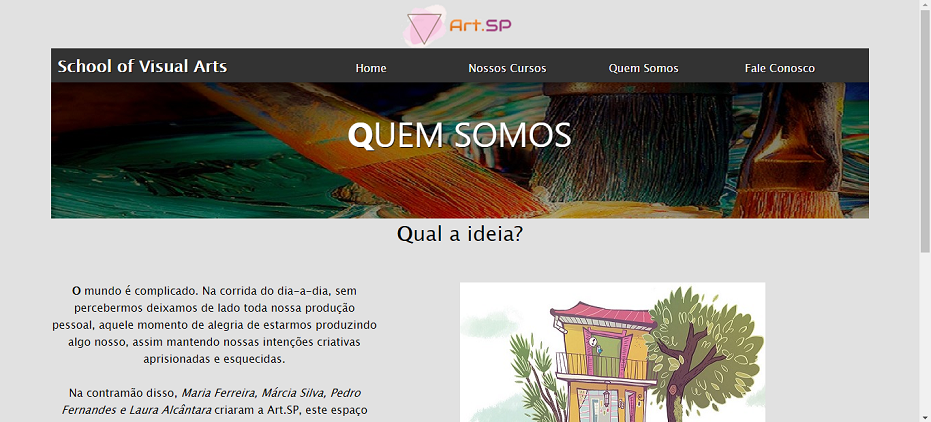 Art.SP
School of Visual Arts Home Nossos Cursos Quem Somos Fale Conosco
QUEM SOMOS
Qual a ideia?
O mundo é complicado. Na corrida do dia-a-dia, sem
percebermos deixamos de lado toda nossa produção
pessoal, aquele momento de alegria de estarmos produzindo
algo nosso, assim mantendo nossas intenções criativas
aprisionadas e esquecidas.
Na contramão disso, Maria Ferreira, Márcia Silva, Pedro
Fernandes e Laura Alcântara criaram a Art.SP, este espaço